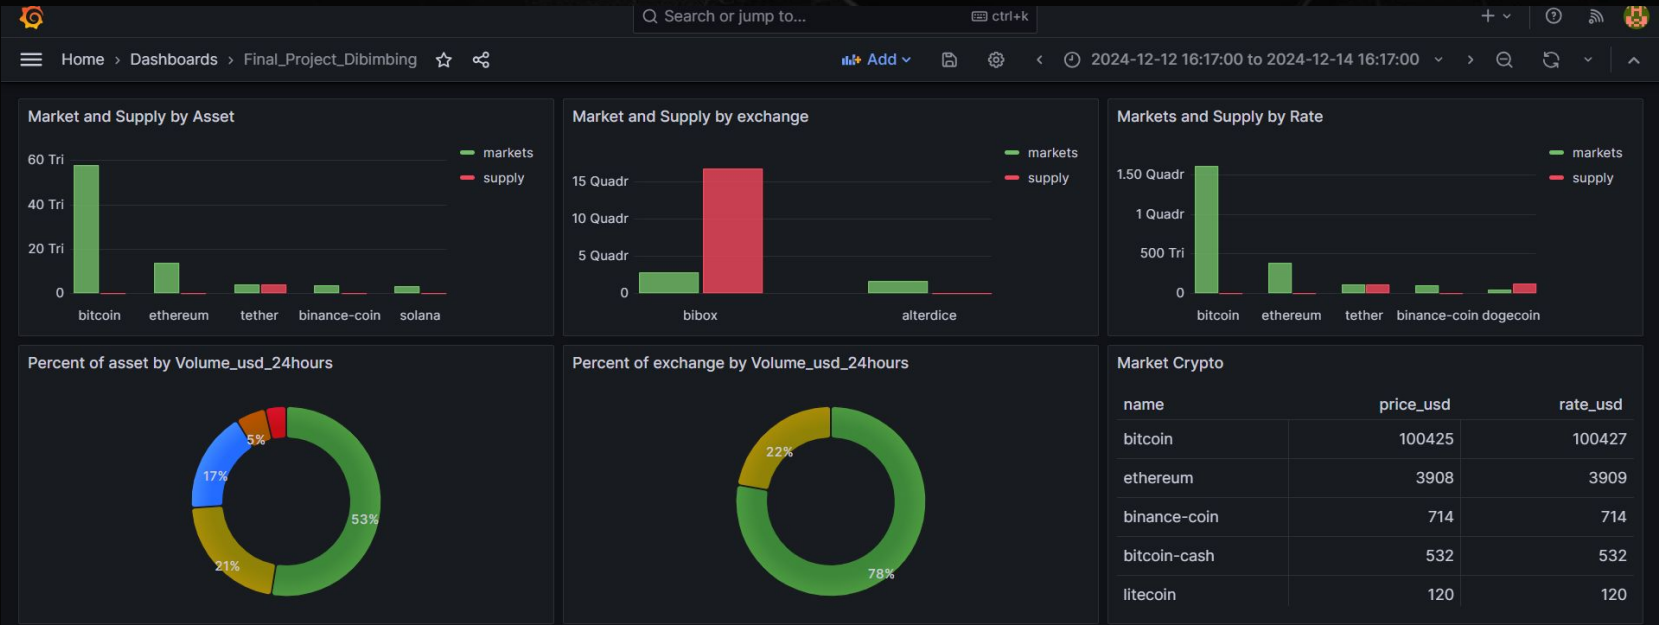 Search or jump to... ctrl+k
Home › Dashboards › Final_Project_Dibimbing Add 2024-12-12 16:17:00 to 2024-12-14 16:17:00
Market and Supply by Asset
60 Tri
40 Tri
20 Tri
0
bitcoin ethereum tether binance-coin solana
markets
supply
Market and Supply by exchange
15 Quadr
10 Quadr
5 Quadr
0
bibox alterdice
markets
supply
Markets and Supply by Rate
1.50 Quadr
1 Quadr
500 Tri
0
bitcoin ethereum tether binance-coin dogecoin
markets
supply
Percent of asset by Volume_usd_24hours
5%
17%
53%
21%
Percent of exchange by Volume_usd_24hours
22%
78%
Market Crypto
name price_usd rate_usd
bitcoin 100425 100427
ethereum 3908 3909
binance-coin 714 714
bitcoin-cash 532 532
litecoin 120 120